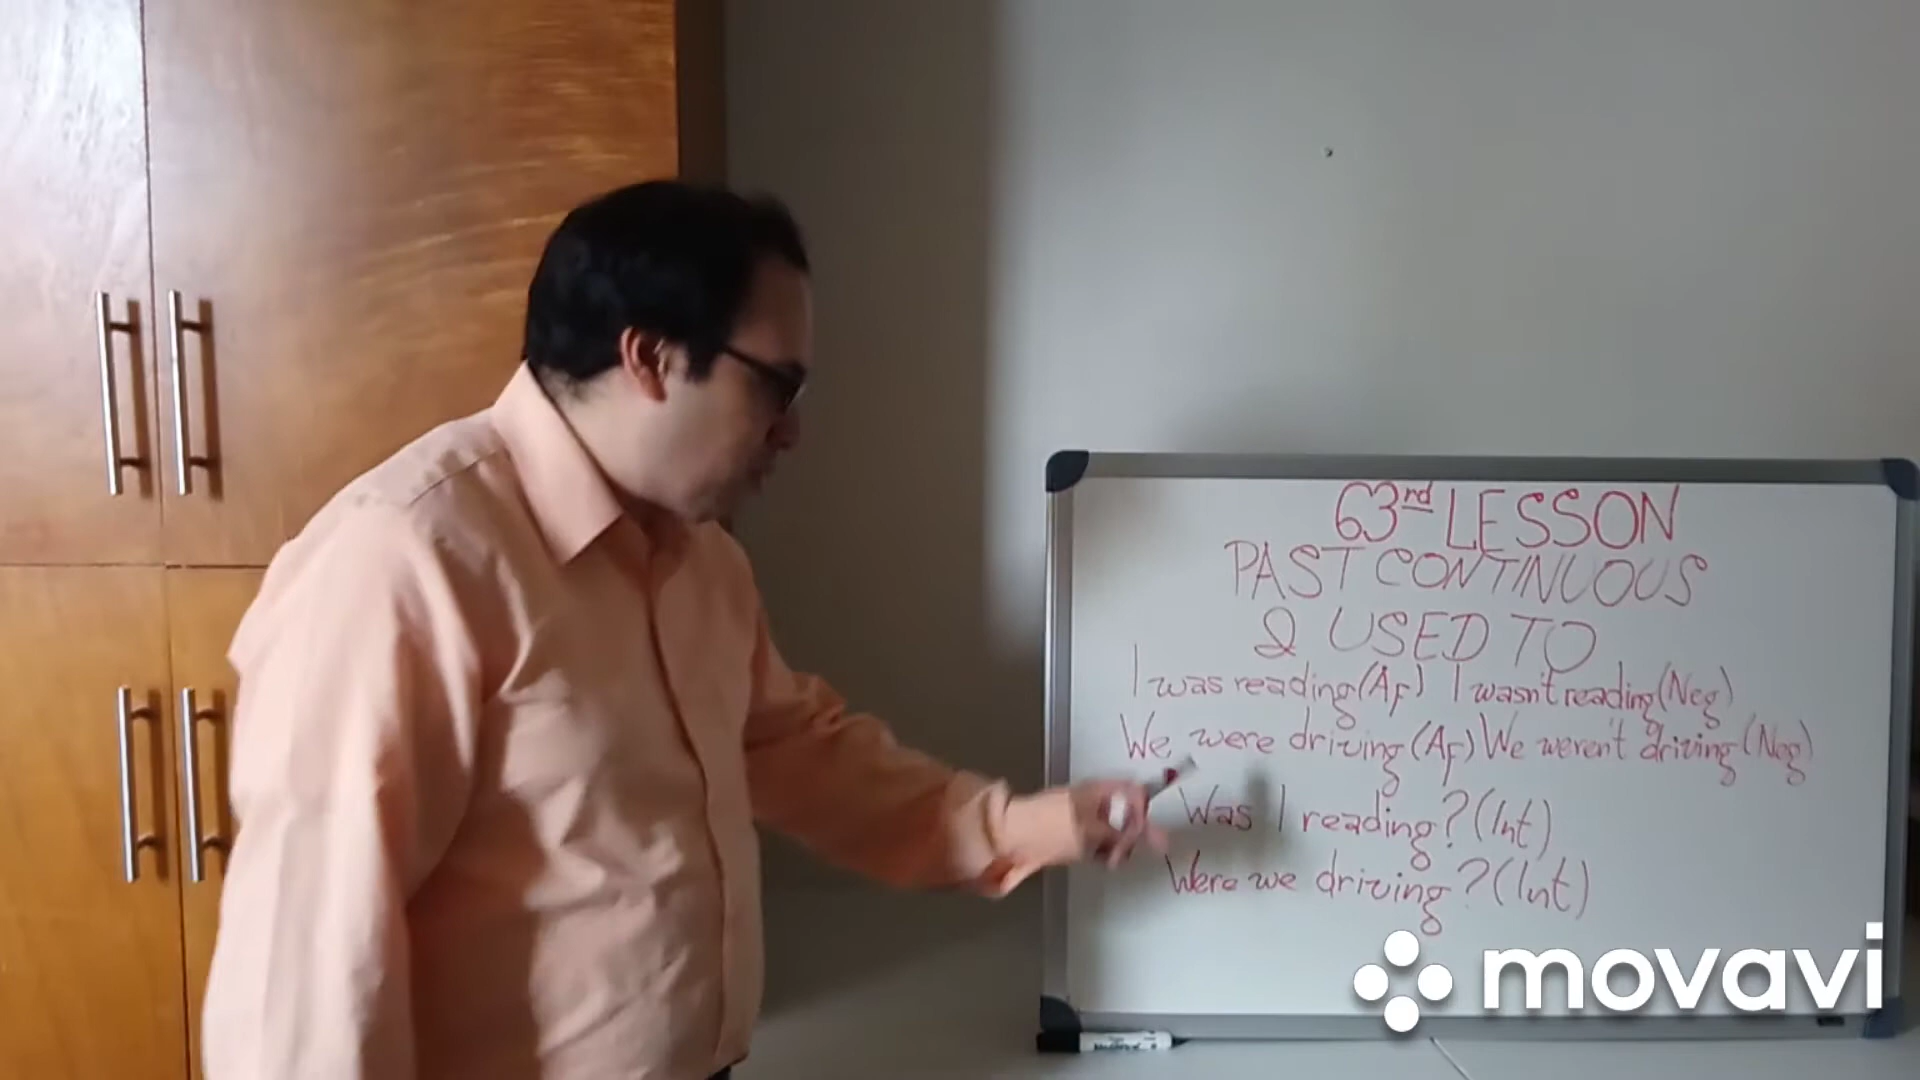 63rd LESSON
PAST CONTINUOUS
& USED TO
I was reading (Af) I wasn't reading (Neg)
We were driving (Af) We weren't driving (Neg)
Was I reading? (Int)
Were we driving? (Int)
movavi